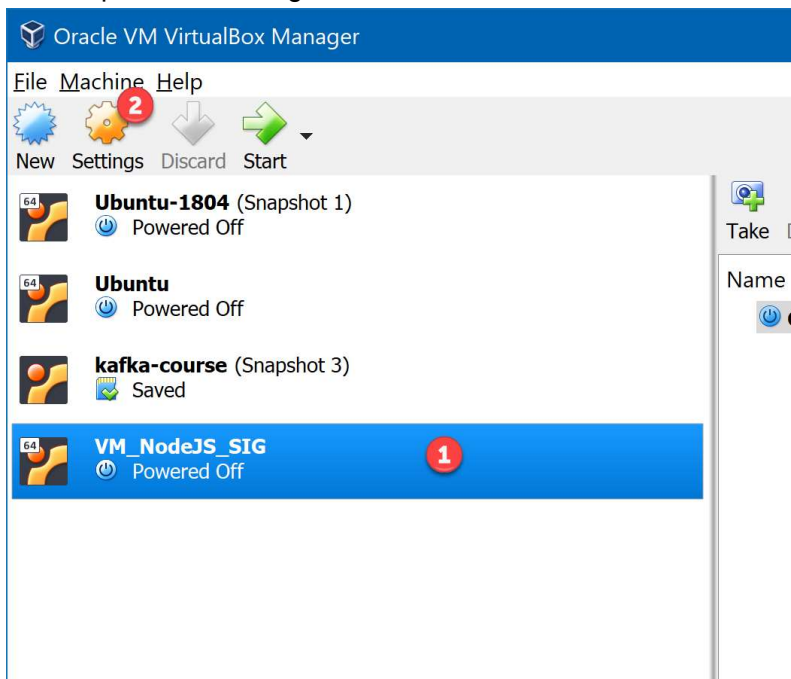 Oracle VM VirtualBox Manager
File Machine Help
2
New Settings Discard Start
64
Ubuntu-1804 (Snapshot 1)
Powered Off
64
Ubuntu
Powered Off
kafka-course (Snapshot 3)
Saved
64
VM_NodeJS_SIG
Powered Off
1
Take
Name